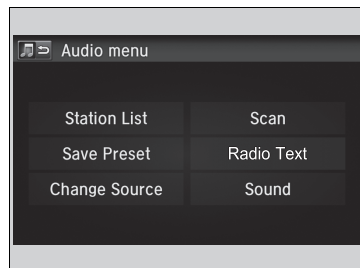 Audio menu
Station List
Scan
Save Preset
Radio Text
Change Source
Sound